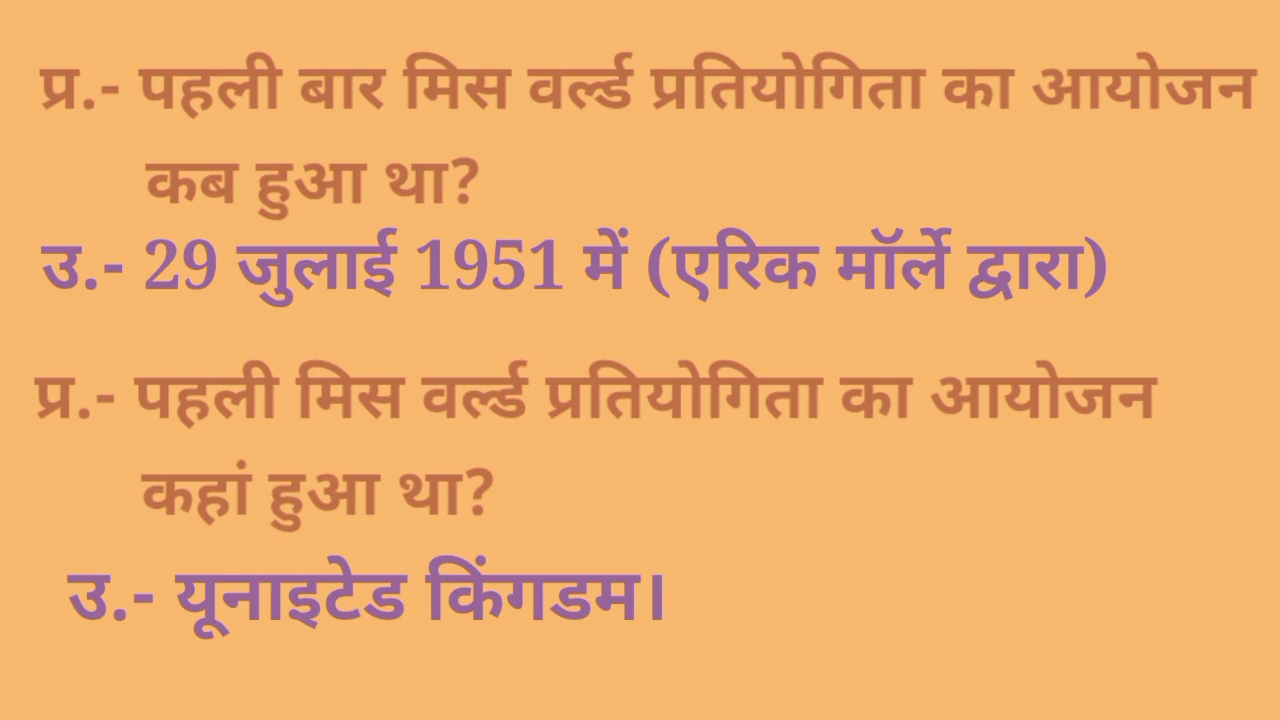 प्र.- पहली बार मिस वर्ल्ड प्रतियोगिता का आयोजन
कब हुआ था?
उ.- 29 जुलाई 1951 में (एरिक मॉर्ले द्वारा)
प्र.- पहली मिस वर्ल्ड प्रतियोगिता का आयोजन
कहां हुआ था?
उ.- यूनाइटेड किंगडम।